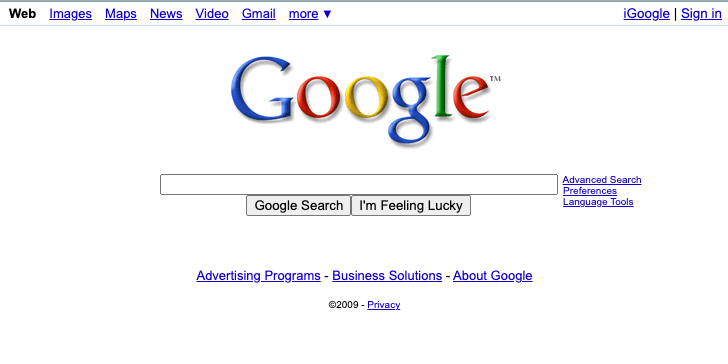 Web Images Maps News Video Gmail more ▼ iGoogle | Sign in
Google™
Advanced Search
Preferences
Language Tools
Google Search I'm Feeling Lucky
Advertising Programs - Business Solutions - About Google
©2009 - Privacy